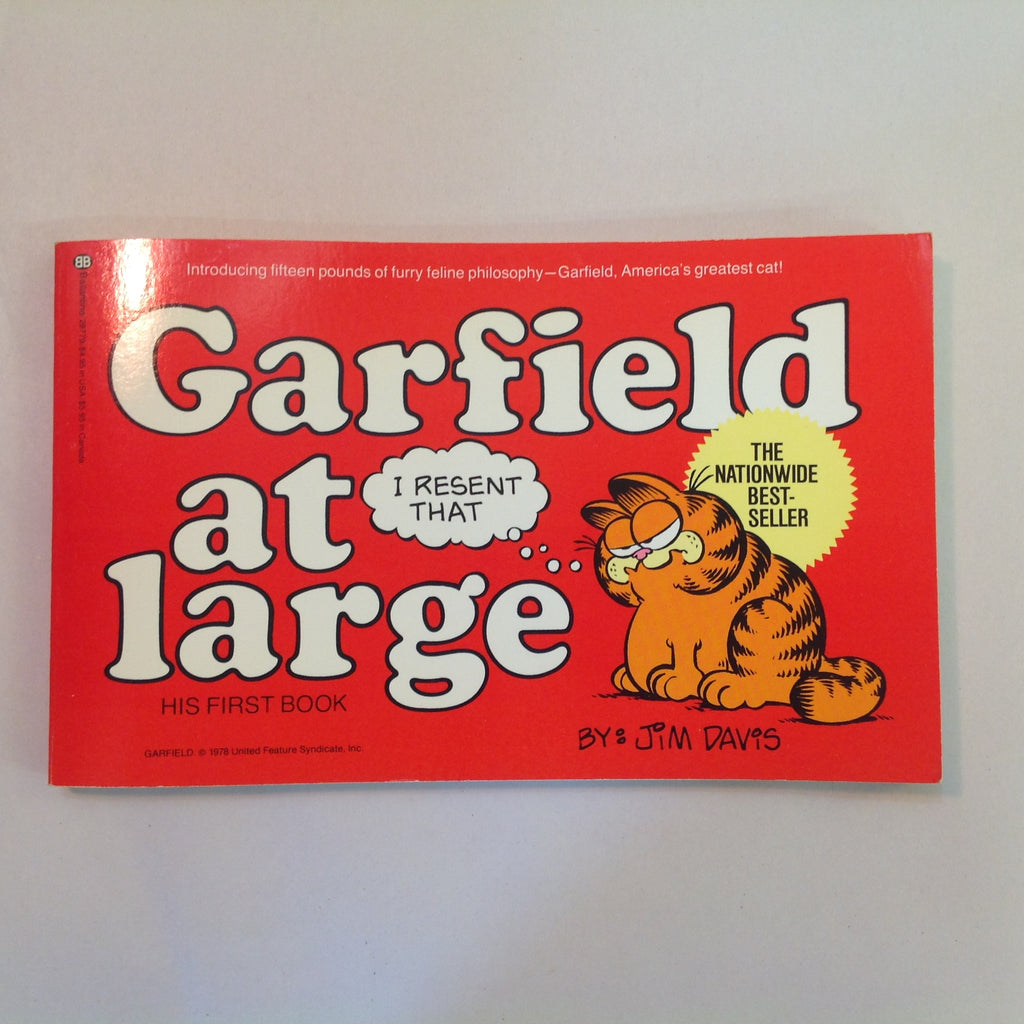 BB
Introducing fifteen pounds of furry feline philosophy—Garfield, America's greatest cat!
Garfield
at
large
I RESENT
THAT
THE
NATIONWIDE
BEST-
SELLER
HIS FIRST BOOK
GARFIELD © 1978 United Feature Syndicate, Inc.
BY: JIM DAVIS